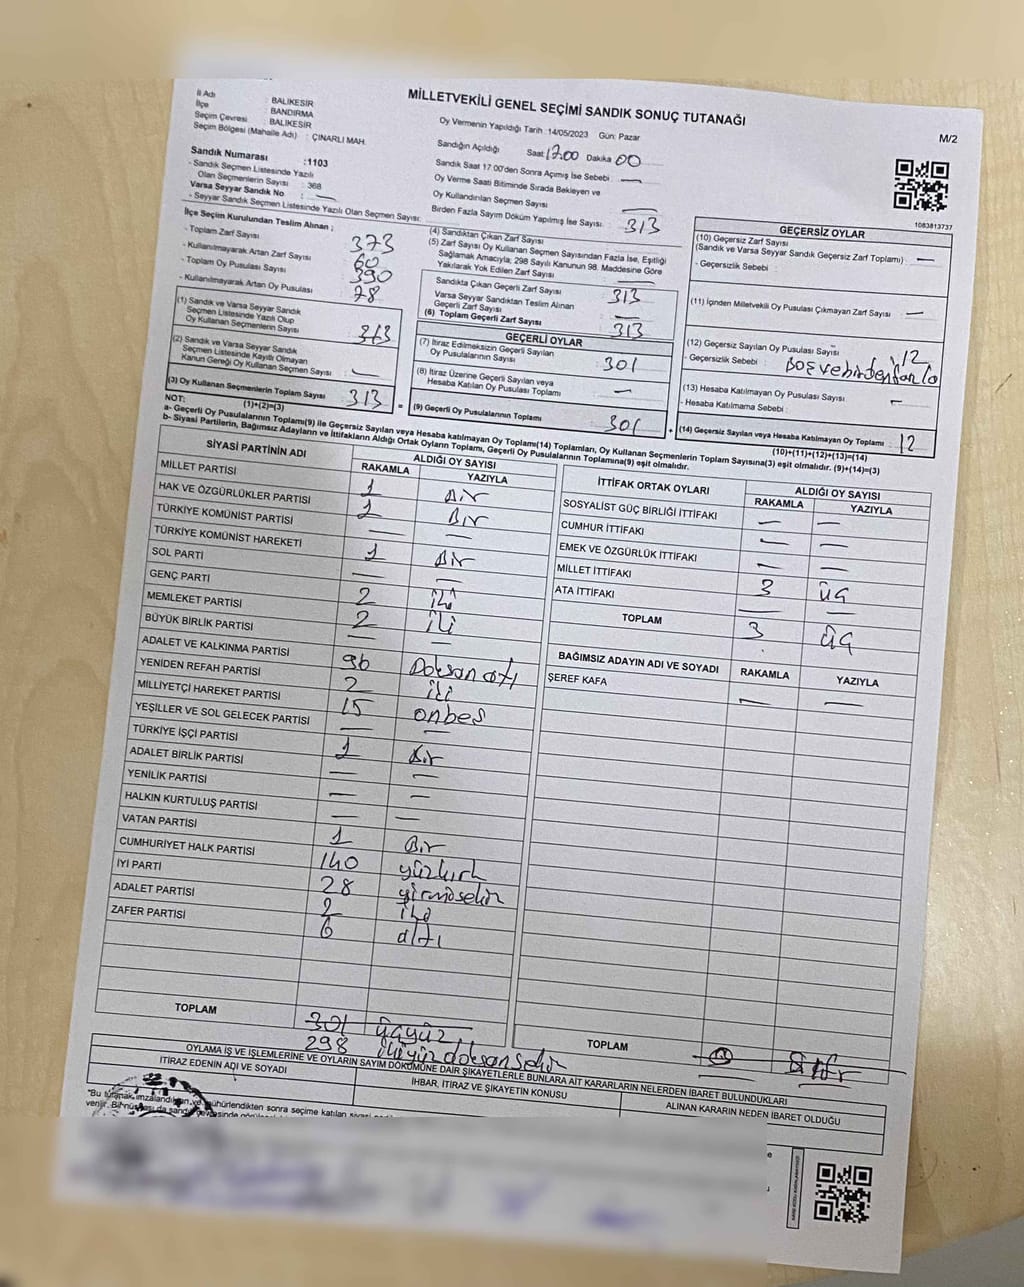 MİLLETVEKİLİ GENEL SEÇİMİ SANDIK SONUÇ TUTANAĞI
M/2
İl Adı : BALIKESİR
İlçe : BANDIRMA
Seçim Çevresi : BALIKESİR
Seçim Bölgesi (Mahalle Adı) : ÇINARLI MAH.
Sandık Numarası : 1103
- Sandık Seçmen Listesinde Yazılı
Olan Seçmenlerin Sayısı : 368
Varsa Seyyar Sandık No : —
- Seyyar Sandık Seçmen Listesinde Yazılı Olan Seçmen Sayısı:
Oy Vermenin Yapıldığı Tarih :14/05/2023 Gün: Pazar
Sandığın Açıldığı Saat: 17.00 Dakika 00
Sandık Saat 17.00'den Sonra Açımış İse Sebebi : —
Oy Verme Saati Bitiminde Sırada Bekleyen ve
Oy Kullandırılan Seçmen Sayısı —
Birden Fazla Sayım Döküm Yapılmış İse Sayısı:
1083813737
İlçe Seçim Kurulundan Teslim Alınan ;
- Toplam Zarf Sayısı 373
- Kullanılmayarak Artan Zarf Sayısı 60
- Toplam Oy Pusulası Sayısı 390
- Kullanılmayarak Artan Oy Pusulası 78
(1) Sandık ve Varsa Seyyar Sandık
Seçmen Listesinde Yazılı Olup
Oy Kullanan Seçmenlerin Sayısı
(2) Sandık ve Varsa Seyyar Sandık
Seçmen Listesinde Kayıtlı Olmayan
Kanun Gereği Oy Kullanan Seçmen Sayısı —
(3) Oy Kullanan Seçmenlerin Toplam Sayısı 313
(1)+(2)=(3)
(4) Sandıktan Çıkan Zarf Sayısı 313
(5) Zarf Sayısı Oy Kullanan Seçmen Sayısından Fazla İse, Eşitliği
Sağlamak Amacıyla; 298 Sayılı Kanunun 98. Maddesine Göre
Yakılarak Yok Edilen Zarf Sayısı —
Sandıkta Çıkan Geçerli Zarf Sayısı 313
Varsa Seyyar Sandıktan Teslim Alınan
Geçerli Zarf Sayısı —
(6) Toplam Geçerli Zarf Sayısı 313
GEÇERLİ OYLAR
(7) İtiraz Edilmeksizin Geçerli Sayılan
Oy Pusulalarının Sayısı : 301
(8) İtiraz Üzerine Geçerli Sayılan veya
Hesaba Katılan Oy Pusulası Toplamı : —
= (9) Geçerli Oy Pusulalarının Toplamı : 301
GEÇERSİZ OYLAR
(10) Geçersiz Zarf Sayısı
(Sandık ve Varsa Seyyar Sandık Geçersiz Zarf Toplamı) : —
- Geçersizlik Sebebi :
(11) İçinden Milletvekili Oy Pusulası Çıkmayan Zarf Sayısı : —
(12) Geçersiz Sayılan Oy Pusulası Sayısı : 12
- Geçersizlik Sebebi : Boş ve birden fazla
(13) Hesaba Katılmayan Oy Pusulası Sayısı : —
- Hesaba Katılmama Sebebi :
+ (14) Geçersiz Sayılan veya Hesaba Katılmayan Oy Toplamı : 12
(10)+(11)+(12)+(13)=(14)
NOT:
a- Geçerli Oy Pusulalarının Toplamı(9) ile Geçersiz Sayılan veya Hesaba katılmayan Oy Toplamı(14) Toplamları, Oy Kullanan Seçmenlerin Toplam Sayısına(3) eşit olmalıdır. (9)+(14)=(3)
b- Siyasi Partilerin, Bağımsız Adayların ve İttifakların Aldığı Ortak Oyların Toplamı, Geçerli Oy Pusulalarının Toplamına(9) eşit olmalıdır.
SİYASİ PARTİNİN ADI ALDIĞI OY SAYISI
RAKAMLA YAZIYLA
MİLLET PARTİSİ 1 Bir
HAK VE ÖZGÜRLÜKLER PARTİSİ 1 Bir
TÜRKİYE KOMÜNİST PARTİSİ — —
TÜRKİYE KOMÜNİST HAREKETİ 1 Bir
SOL PARTİ — —
GENÇ PARTİ 2 iki
MEMLEKET PARTİSİ 2 iki
BÜYÜK BİRLİK PARTİSİ — —
ADALET VE KALKINMA PARTİSİ 96 Doksan altı
YENİDEN REFAH PARTİSİ 2 iki
MİLLİYETÇİ HAREKET PARTİSİ 15 onbeş
YEŞİLLER VE SOL GELECEK PARTİSİ — —
TÜRKİYE İŞÇİ PARTİSİ 1 Bir
ADALET BİRLİK PARTİSİ — —
YENİLİK PARTİSİ — —
HALKIN KURTULUŞ PARTİSİ — —
VATAN PARTİSİ 1 Bir
CUMHURİYET HALK PARTİSİ 140 yüzkırk
İYİ PARTİ 28 yirmisekiz
ADALET PARTİSİ 2 iki
ZAFER PARTİSİ 6 altı
TOPLAM 301 üçyüz
298 ikiyüzdoksansekiz
İTTİFAK ORTAK OYLARI ALDIĞI OY SAYISI
RAKAMLA YAZIYLA
SOSYALİST GÜÇ BİRLİĞİ İTTİFAKI — —
CUMHUR İTTİFAKI — —
EMEK VE ÖZGÜRLÜK İTTİFAKI — —
MİLLET İTTİFAKI 3 üç
ATA İTTİFAKI — —
TOPLAM 3 üç
BAĞIMSIZ ADAYIN ADI VE SOYADI RAKAMLA YAZIYLA
ŞEREF KAFA — —
TOPLAM Sıfır
OYLAMA İŞ VE İŞLEMLERİNE VE OYLARIN SAYIM DÖKÜMÜNE DAİR ŞİKAYETLERLE BUNLARA AİT KARARLARIN NELERDEN İBARET BULUNDUKLARI
İTİRAZ EDENİN ADI VE SOYADI İHBAR, İTİRAZ VE ŞİKAYETİN KONUSU ALINAN KARARIN NEDEN İBARET OLDUĞU
"Bu tutanak imzalandıktan ve mühürlendikten sonra seçime katılan